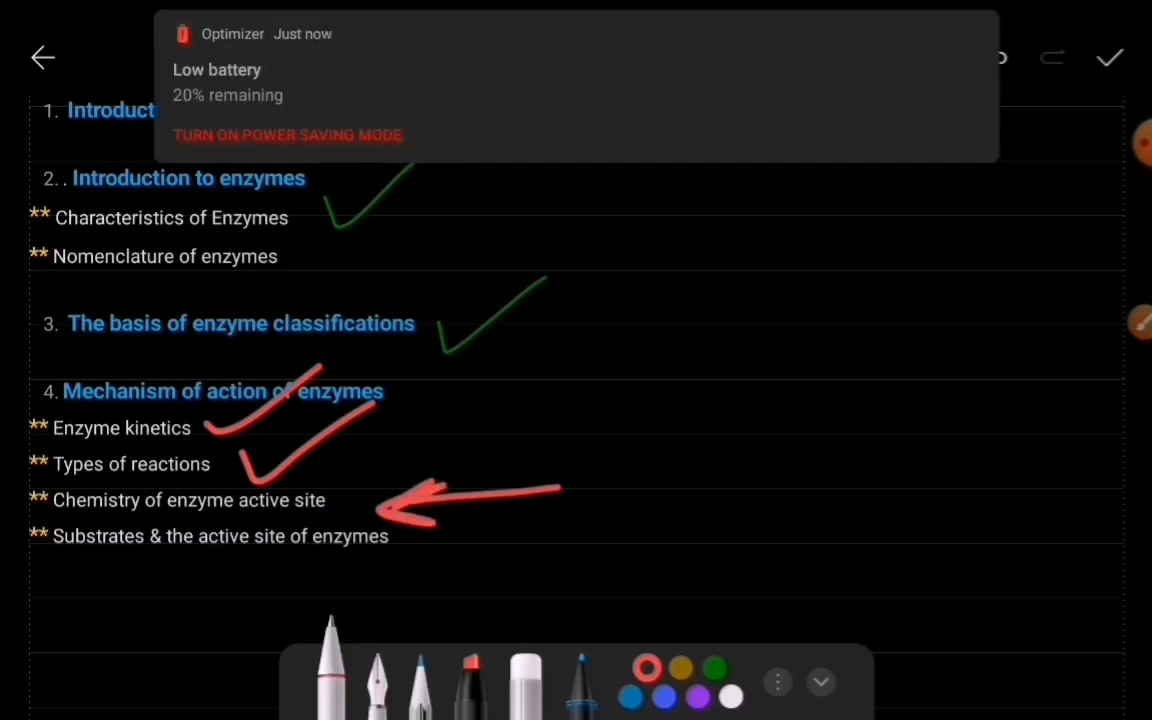 Optimizer Just now
Low battery
20% remaining
TURN ON POWER SAVING MODE
1. Introduct
2. . Introduction to enzymes
** Characteristics of Enzymes
** Nomenclature of enzymes
3. The basis of enzyme classifications
4. Mechanism of action of enzymes
** Enzyme kinetics
** Types of reactions
** Chemistry of enzyme active site
** Substrates & the active site of enzymes